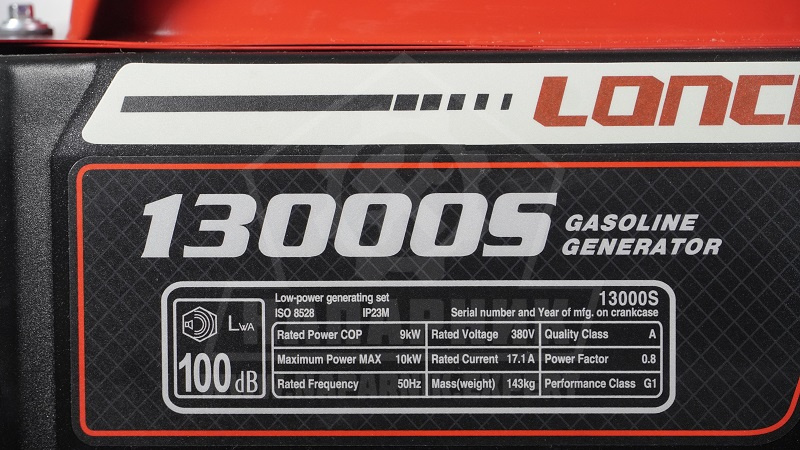 LONC
13000S
GASOLINE
GENERATOR
Low-power generating set 13000S
ISO 8528 IP23M Serial number and Year of mfg. on crankcase
LWA
100 dB
Rated Power COP 9kW Rated Voltage 380V Quality Class A
Maximum Power MAX 10kW Rated Current 17.1A Power Factor 0.8
Rated Frequency 50Hz Mass(weight) 143kg Performance Class G1